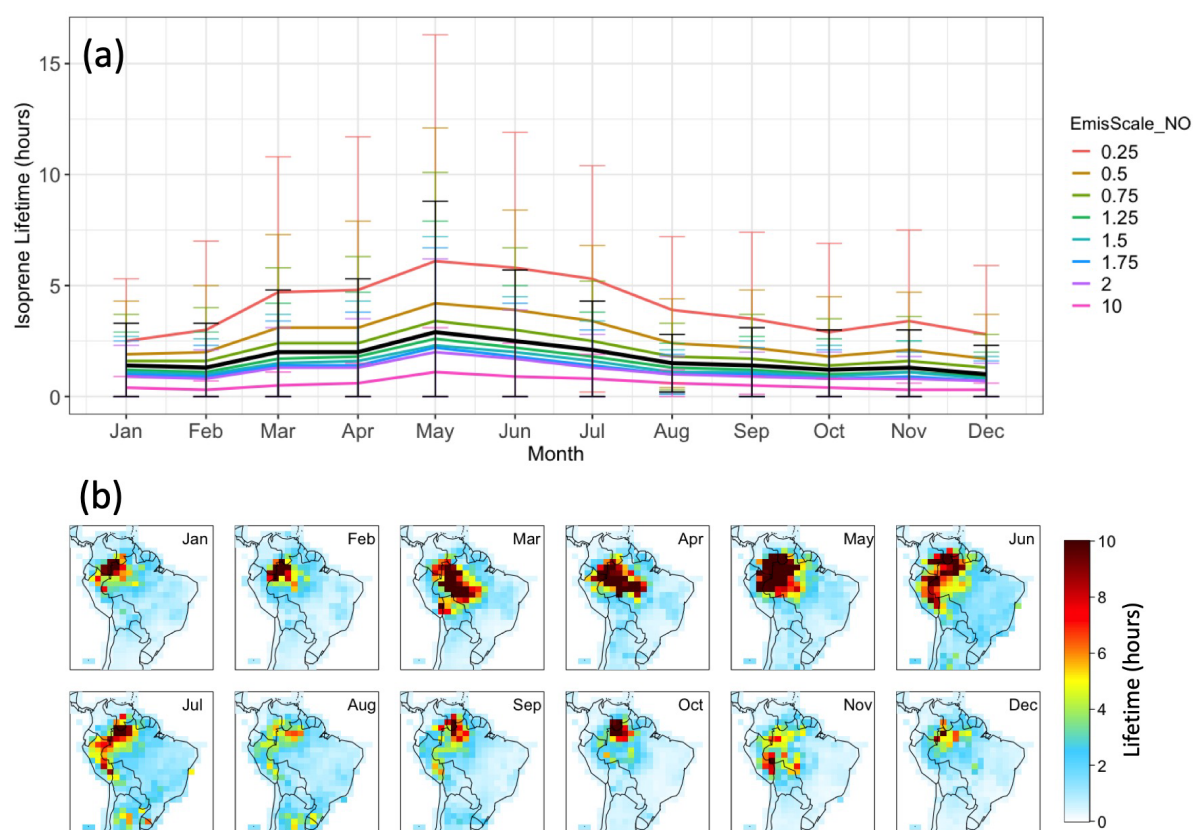 (a)
Isoprene Lifetime (hours)
15
10
5
0
Jan Feb Mar Apr May Jun Jul Aug Sep Oct Nov Dec
Month
EmisScale_NO
0.25
0.5
0.75
1.25
1.5
1.75
2
10
(b)
Jan Feb Mar Apr May Jun
Jul Aug Sep Oct Nov Dec
10
8
6
4
2
0
Lifetime (hours)